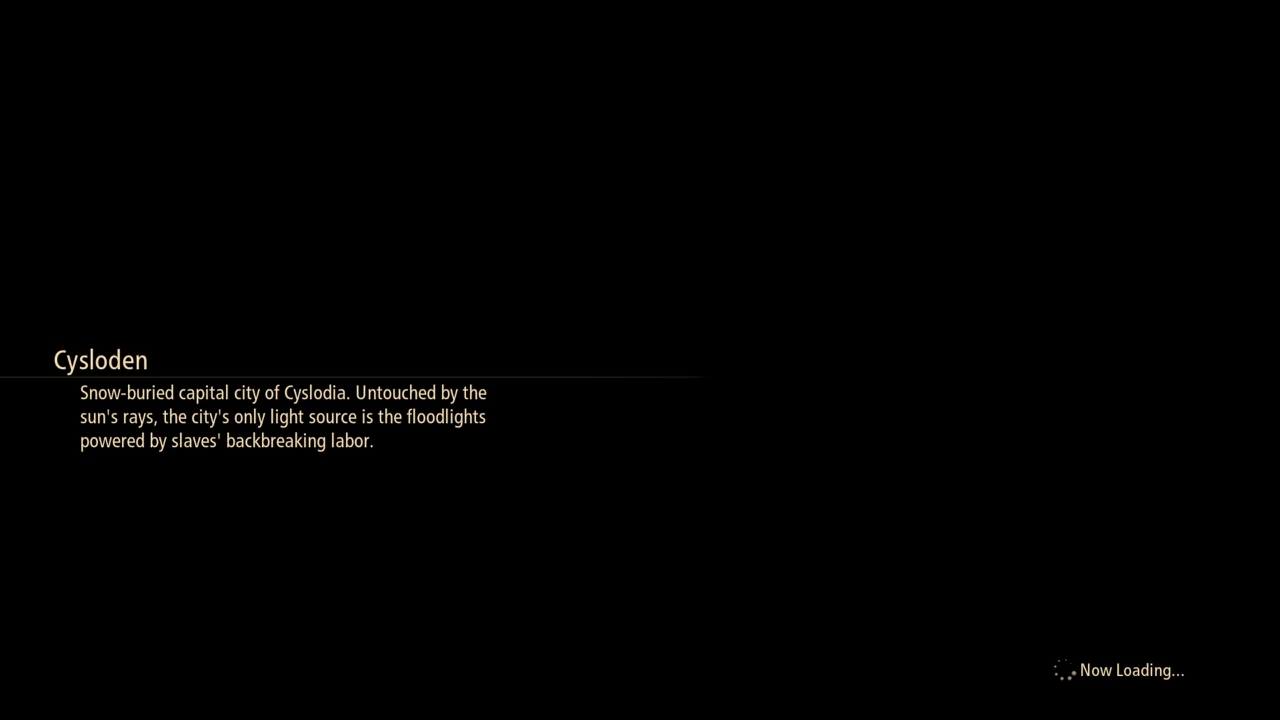 Cysloden
Snow-buried capital city of Cyslodia. Untouched by the
sun's rays, the city's only light source is the floodlights
powered by slaves' backbreaking labor.
Now Loading...